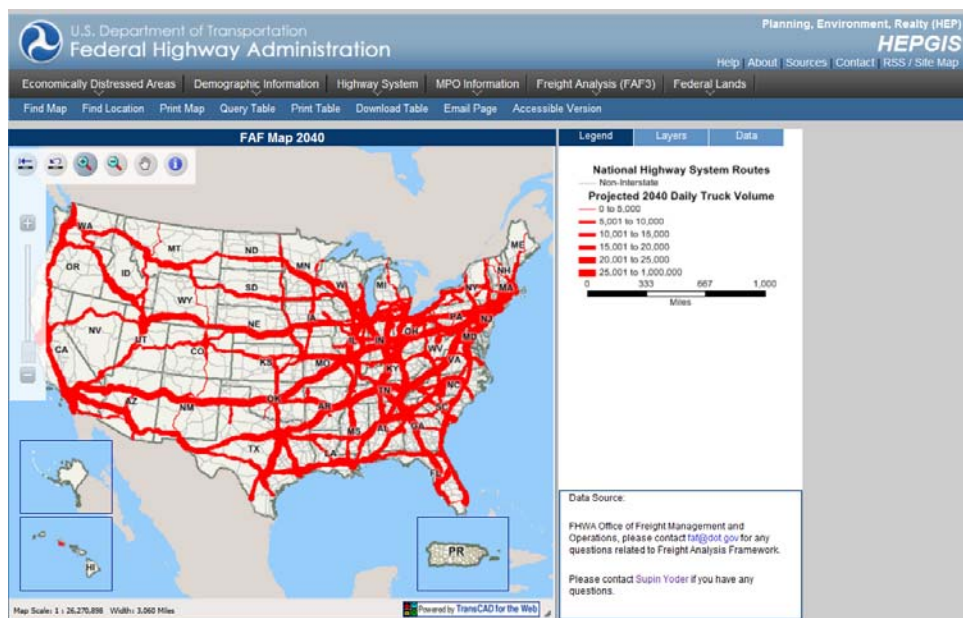 U.S. Department of Transportation
Federal Highway Administration
Planning, Environment, Realty (HEP)
HEPGIS
Help | About | Sources | Contact | RSS / Site Map
Economically Distressed Areas Demographic Information Highway System MPO Information Freight Analysis (FAF3) Federal Lands
Find Map Find Location Print Map Query Table Print Table Download Table Email Page Accessible Version
FAF Map 2040
WA
MT
ND
MN
ME
OR
ID
SD
WI
MI
NY
NH
MA
WY
NE
IA
PA
NJ
NV
UT
CO
IL
IN
OH
MD
WV
VA
CA
KS
MO
KY
AZ
NM
OK
AR
TN
NC
SC
TX
LA
MS
AL
GA
FL
HI
PR
Map Scale: 1 : 26,270,898 Width: 3,060 Miles
Powered by TransCAD for the Web
Legend Layers Data
National Highway System Routes
Non-Interstate
Projected 2040 Daily Truck Volume
0 to 5,000
5,001 to 10,000
10,001 to 15,000
15,001 to 20,000
20,001 to 25,000
25,001 to 1,000,000
0 333 667 1,000
Miles
Data Source:
FHWA Office of Freight Management and
Operations, please contact faf@dot.gov for any
questions related to Freight Analysis Framework.
Please contact Supin Yoder if you have any
questions.